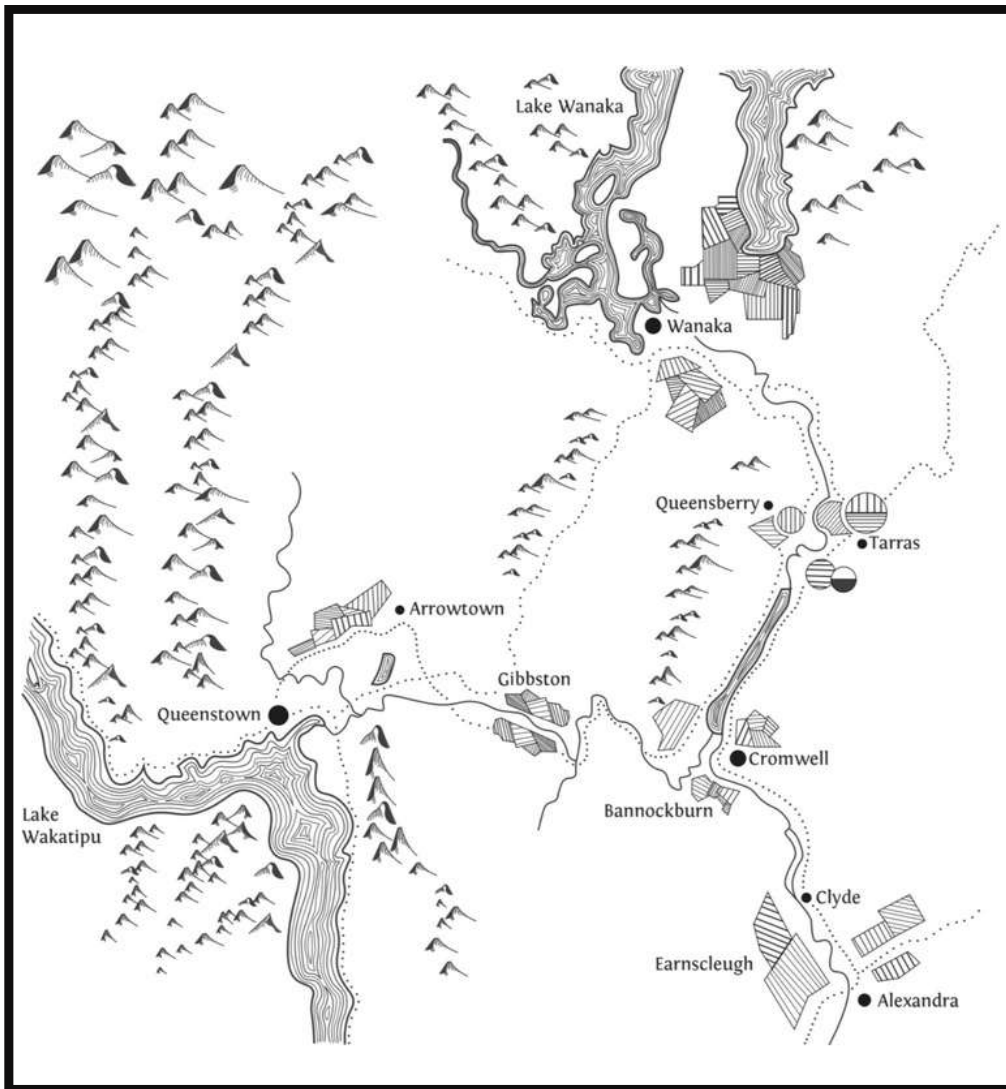 Lake Wanaka
Wanaka
Queensberry
Tarras
Arrowtown
Gibbston
Queenstown
Cromwell
Lake
Wakatipu
Bannockburn
Clyde
Earnscleugh
Alexandra